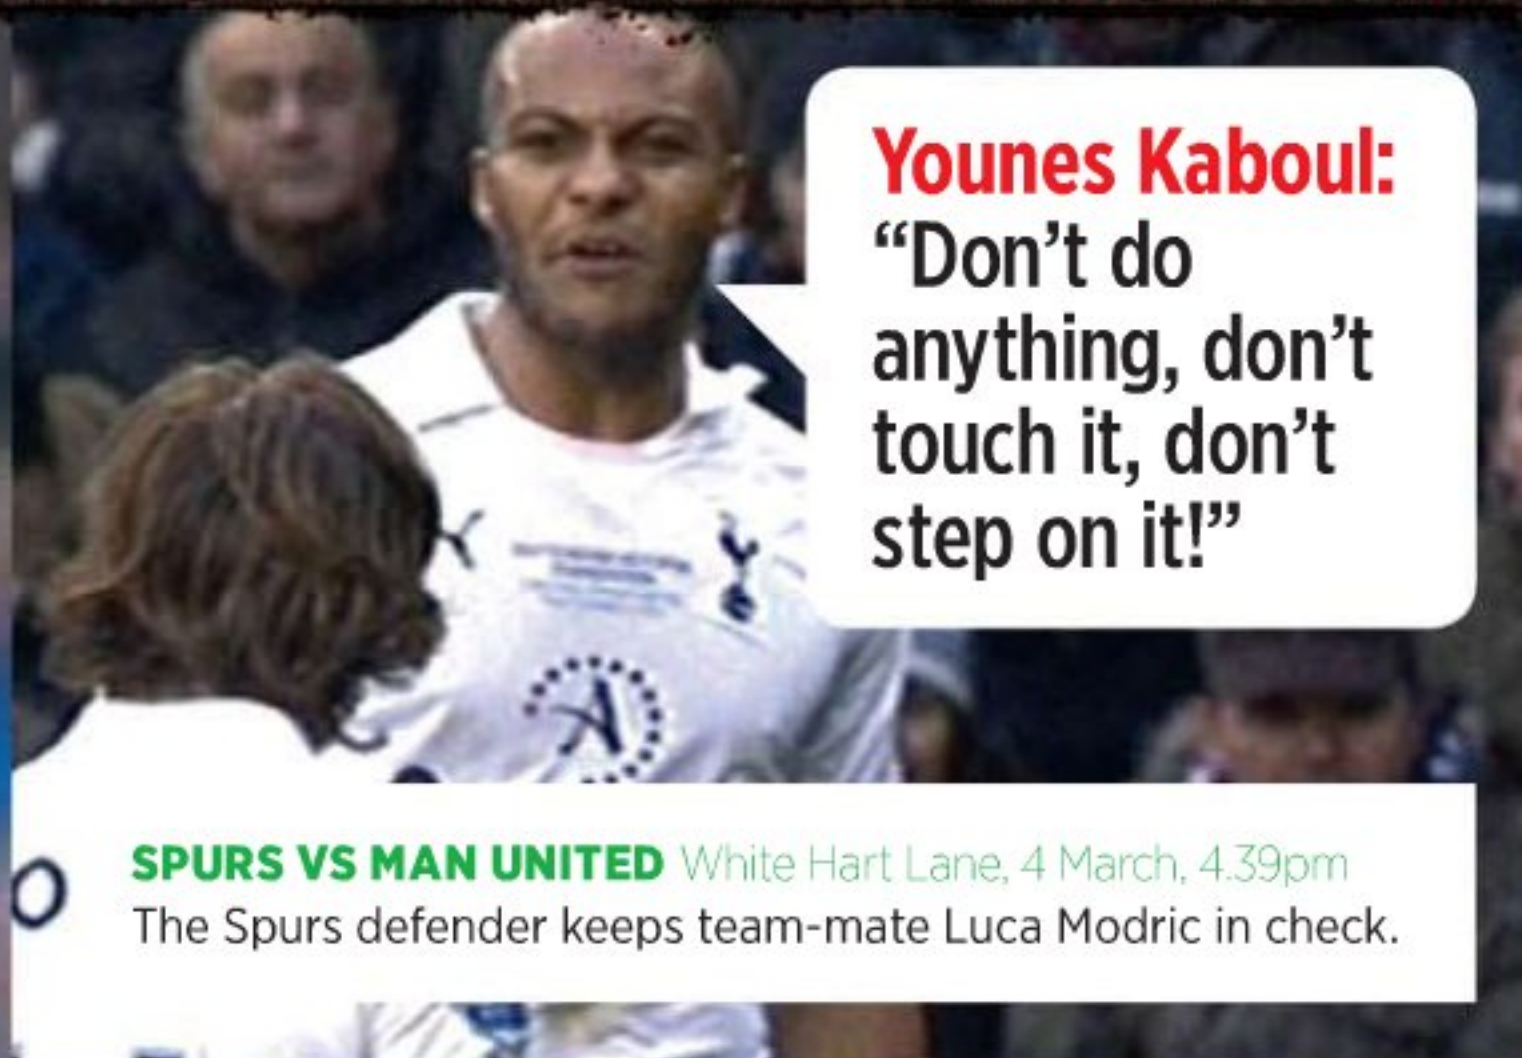 Younes Kaboul:
“Don’t do
anything, don’t
touch it, don’t
step on it!”
SPURS VS MAN UNITED White Hart Lane, 4 March, 4.39pm
The Spurs defender keeps team-mate Luca Modric in check.